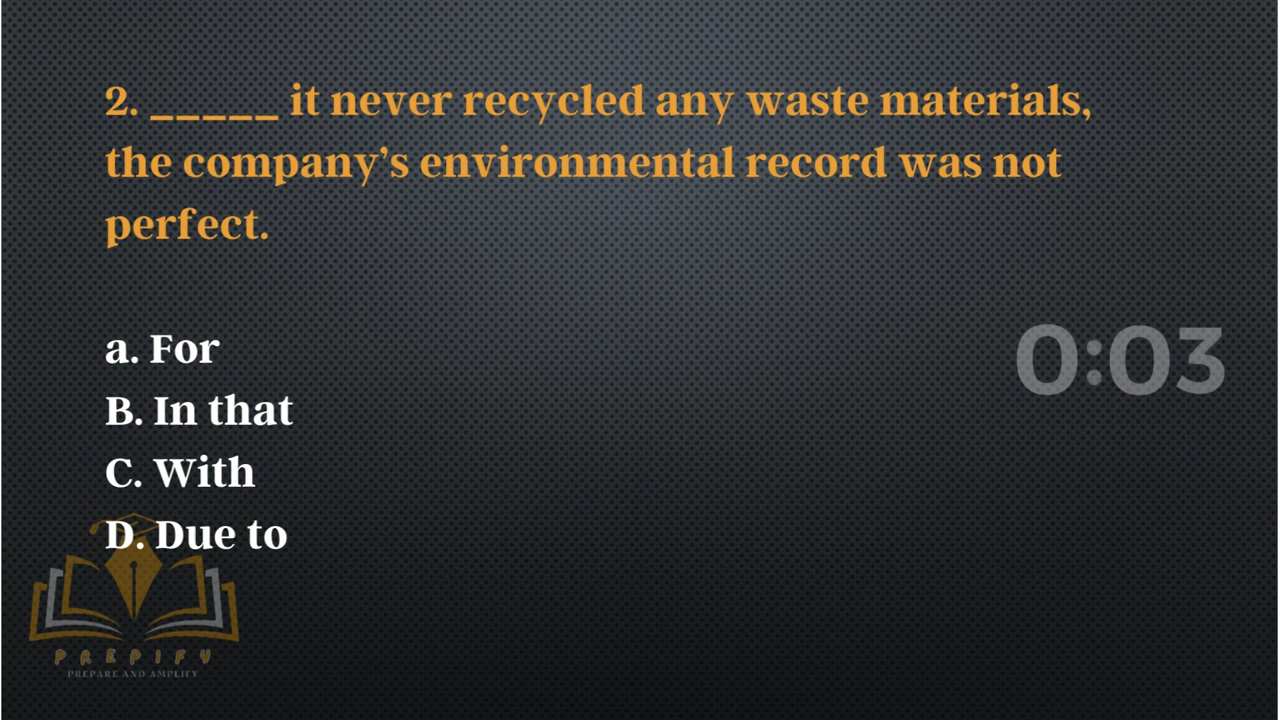 2. _____ it never recycled any waste materials,
the company's environmental record was not
perfect.
a. For
B. In that
C. With
D. Due to
0:03
PREPIFY
PREPARE AND AMPLIFY